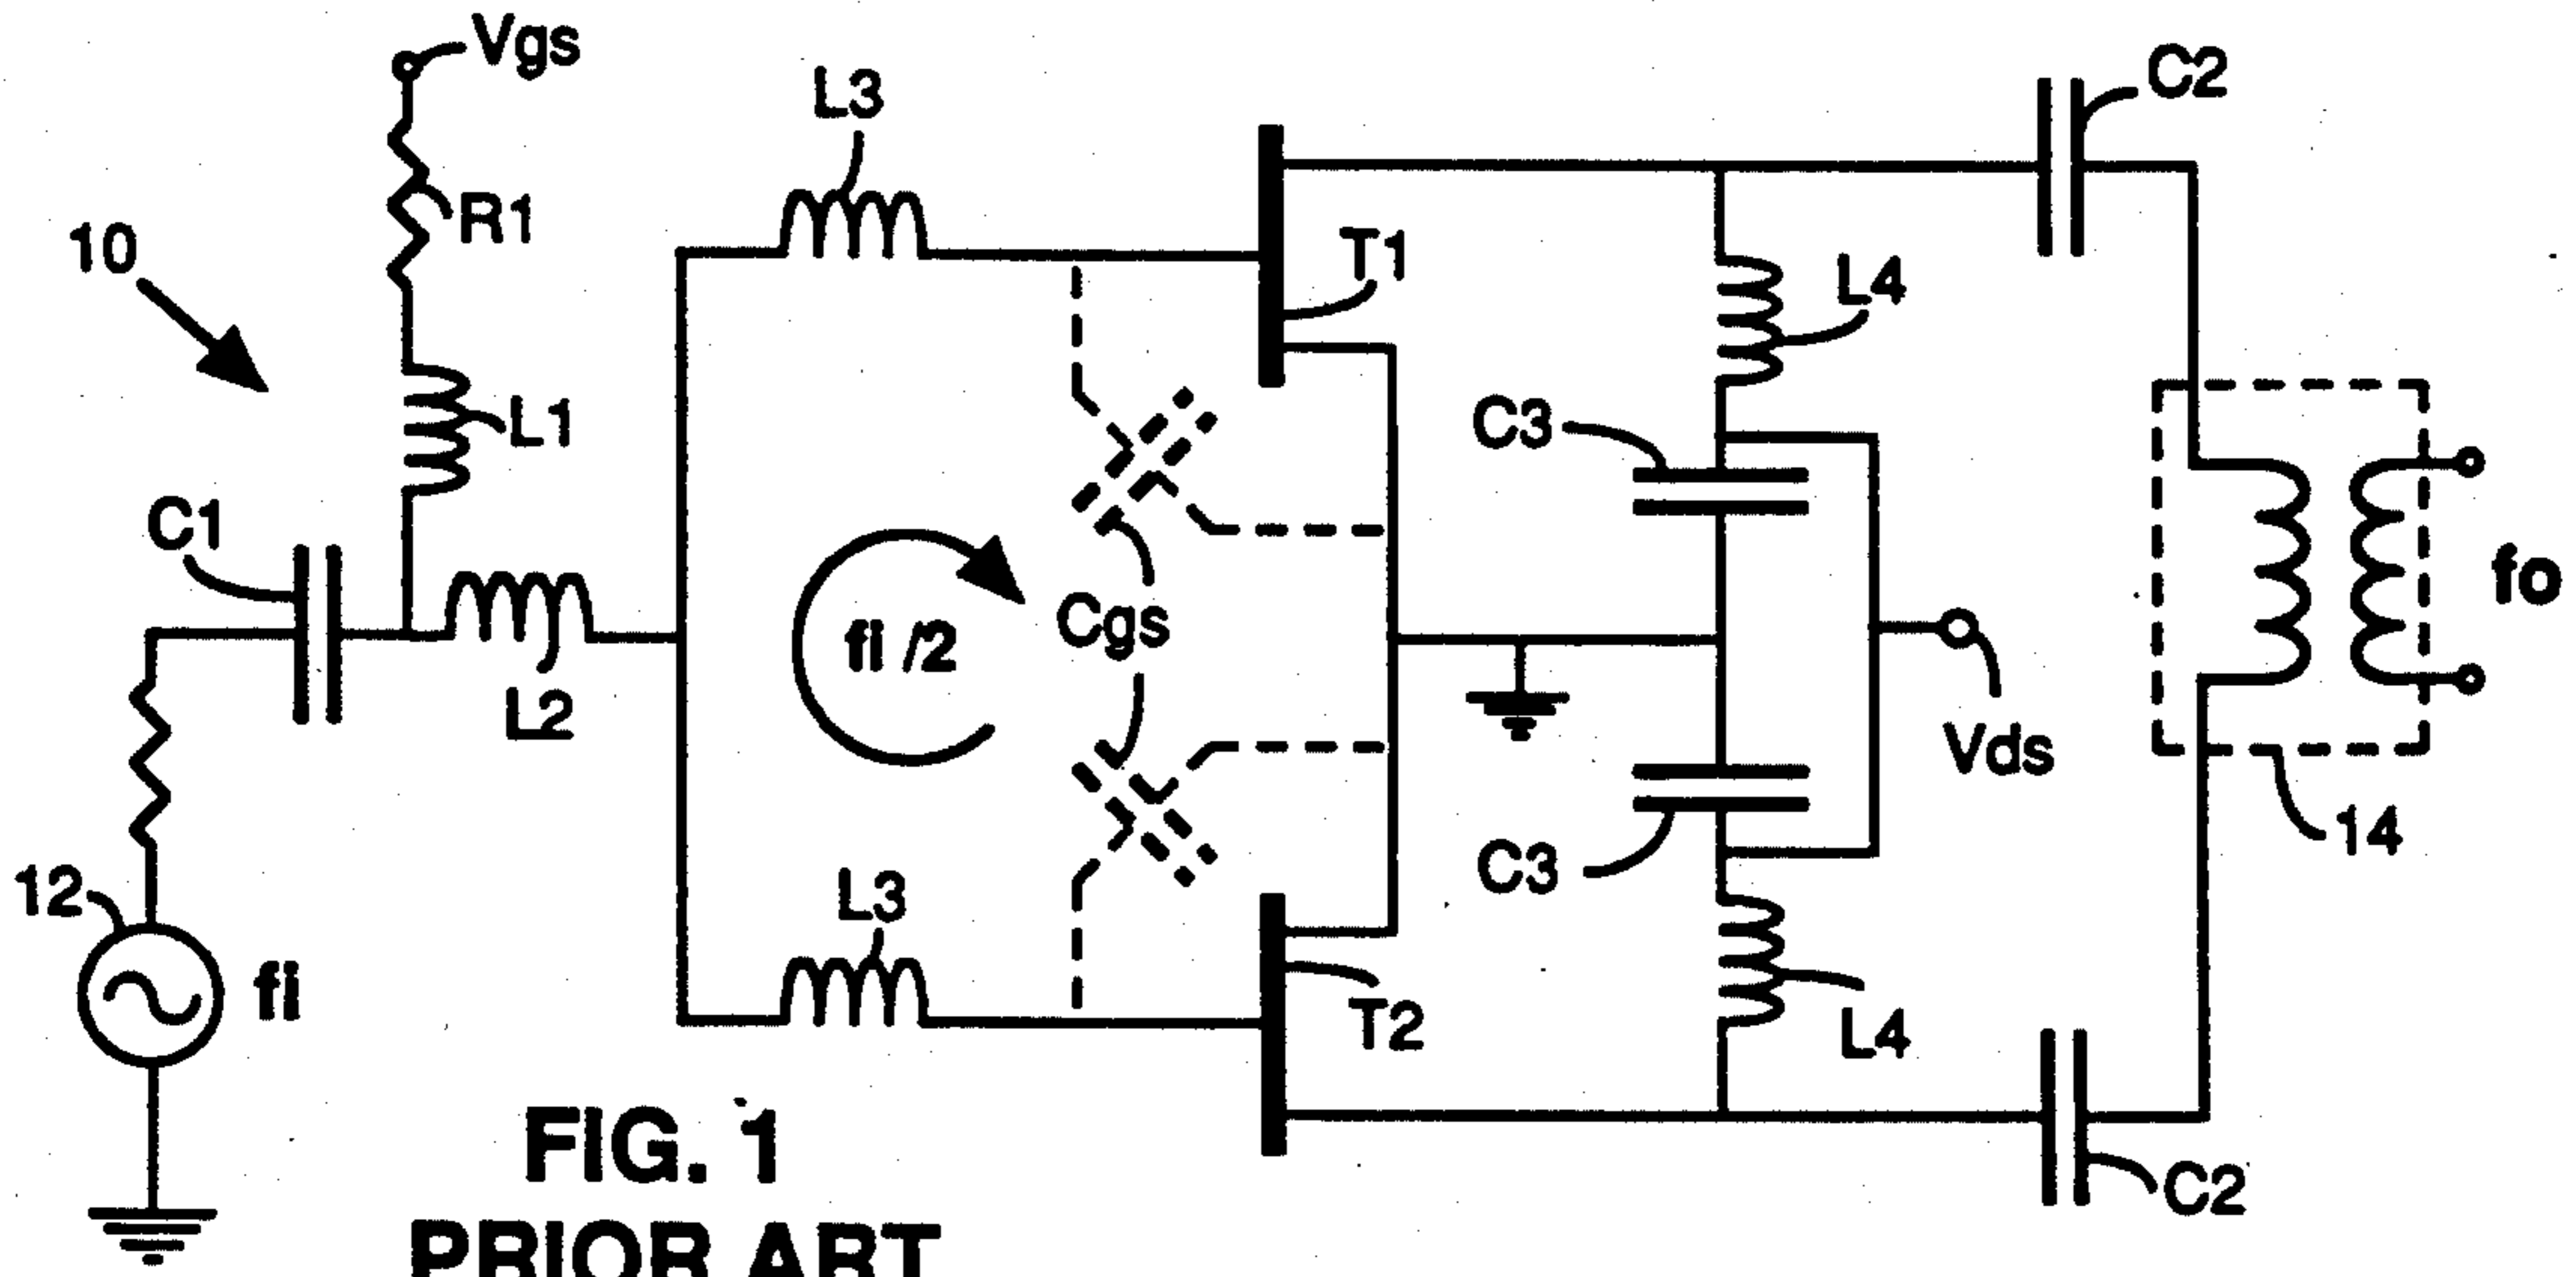 Vgs
C2
L3
R1
10
T1
L4
C3
L1
C1
fi /2
Cgs
fo
L2
Vds
14
C3
12
L3
fi
T2
L4
C2
FIG. 1
PRIOR ART